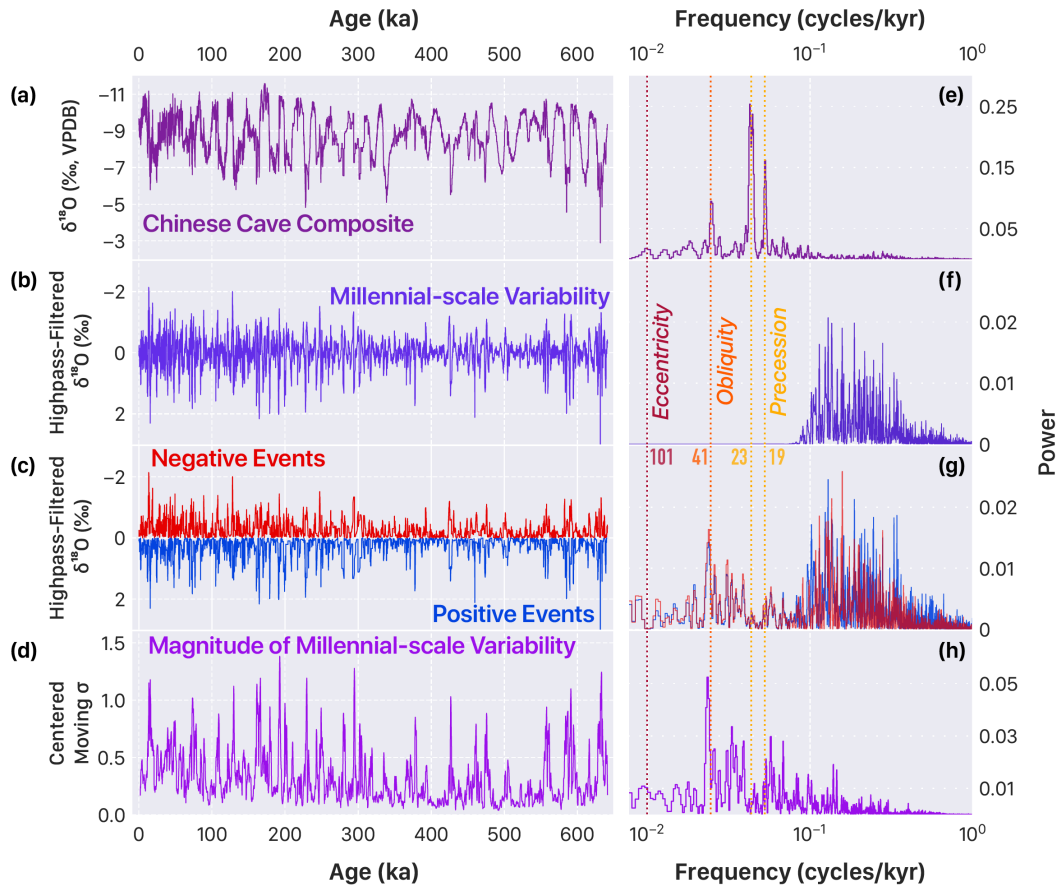 Age (ka)
Frequency (cycles/kyr)
0 100 200 300 400 500 600
10⁻² 10⁻¹ 10⁰
(a)
−11
−9
−7
−5
−3
δ¹⁸O (‰, VPDB)
Chinese Cave Composite
(e)
0.25
0.15
0.05
(b)
−2
0
2
Highpass-Filtered
δ¹⁸O (‰)
Millennial-scale Variability
(f)
0.02
0.01
0
Eccentricity
Obliquity
Precession
Power
(c)
−2
0
2
Highpass-Filtered
δ¹⁸O (‰)
Negative Events
Positive Events
101 41 23 19
(g)
0.02
0.01
0
(d)
1.5
1.0
0.5
0.0
Centered
Moving σ
Magnitude of Millennial-scale Variability
(h)
0.05
0.03
0.01
0 100 200 300 400 500 600
10⁻² 10⁻¹ 10⁰
Age (ka)
Frequency (cycles/kyr)